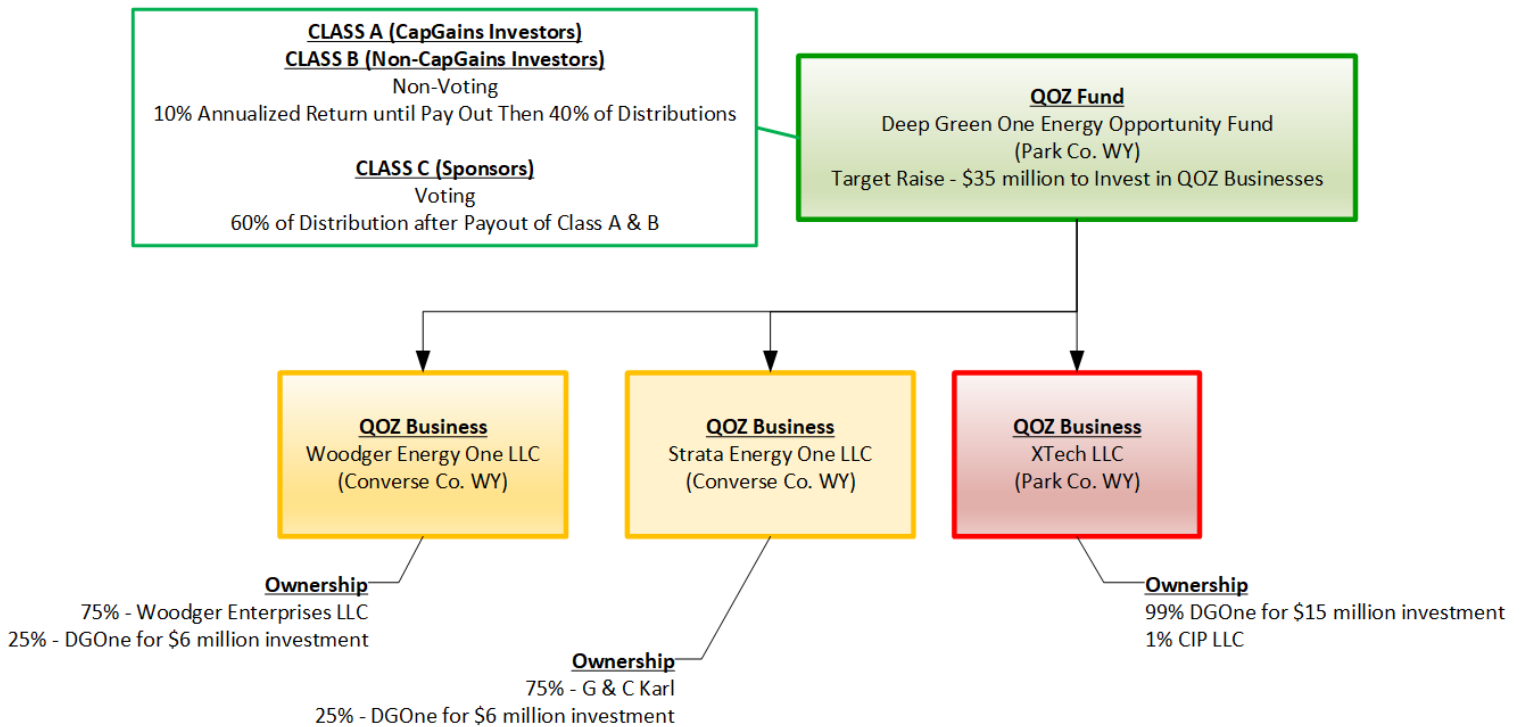 CLASS A (CapGains Investors)
CLASS B (Non-CapGains Investors)
Non-Voting
10% Annualized Return until Pay Out Then 40% of Distributions
CLASS C (Sponsors)
Voting
60% of Distribution after Payout of Class A & B
QOZ Fund
Deep Green One Energy Opportunity Fund
(Park Co. WY)
Target Raise - $35 million to Invest in QOZ Businesses
QOZ Business
Woodger Energy One LLC
(Converse Co. WY)
QOZ Business
Strata Energy One LLC
(Converse Co. WY)
QOZ Business
XTech LLC
(Park Co. WY)
Ownership
75% - Woodger Enterprises LLC
25% - DGOne for $6 million investment
Ownership
75% - G & C Karl
25% - DGOne for $6 million investment
Ownership
99% DGOne for $15 million investment
1% CIP LLC